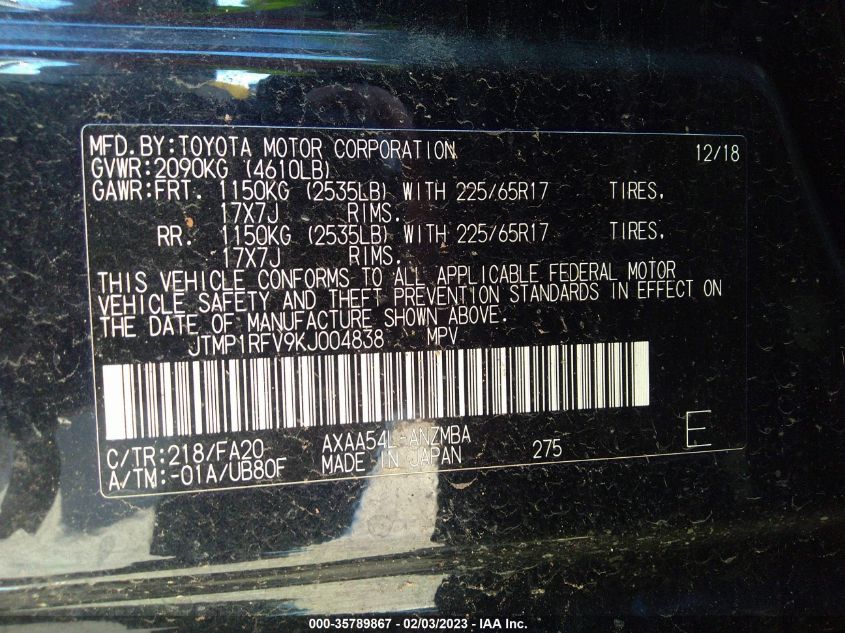 MFD.BY:TOYOTA MOTOR CORPORATION 12/18
GVWR:2090KG (4610LB)
GAWR:FRT. 1150KG (2535LB) WITH 225/65R17 TIRES,
17X7J RIMS.
RR. 1150KG (2535LB) WITH 225/65R17 TIRES,
17X7J RIMS.
THIS VEHICLE CONFORMS TO ALL APPLICABLE FEDERAL MOTOR
VEHICLE SAFETY AND THEFT PREVENTION STANDARDS IN EFFECT ON
THE DATE OF MANUFACTURE SHOWN ABOVE.
JTMP1RFV9KJ004838 MPV
C/TR:218/FA20 AXAA54L-ANZMBA E
A/TM:-01A/UB80F MADE IN JAPAN 275
000-35789867 - 02/03/2023 - IAA Inc.